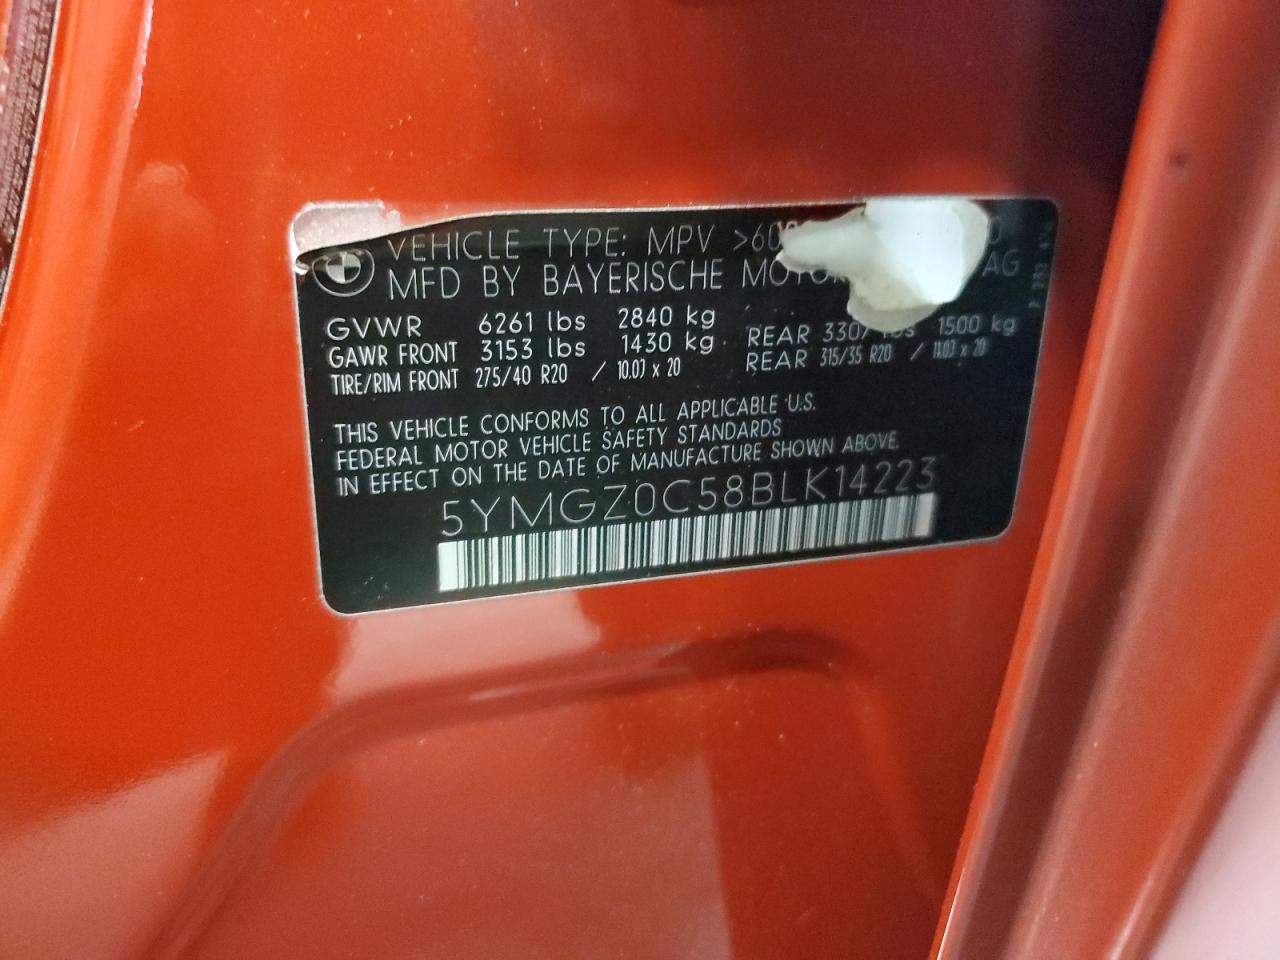 VEHICLE TYPE: MPV
MFD BY BAYERISCHE AG
GVWR 6261 lbs 2840 kg
GAWR FRONT 3153 lbs 1430 kg REAR 3307 lbs 1500 kg
TIRE/RIM FRONT 275/40 R20 / 10.0J x 20 REAR 315/35 R20 / 11.0J x 20
THIS VEHICLE CONFORMS TO ALL APPLICABLE U.S.
FEDERAL MOTOR VEHICLE SAFETY STANDARDS
IN EFFECT ON THE DATE OF MANUFACTURE SHOWN ABOVE.
5YMGZ0C58BLK14223